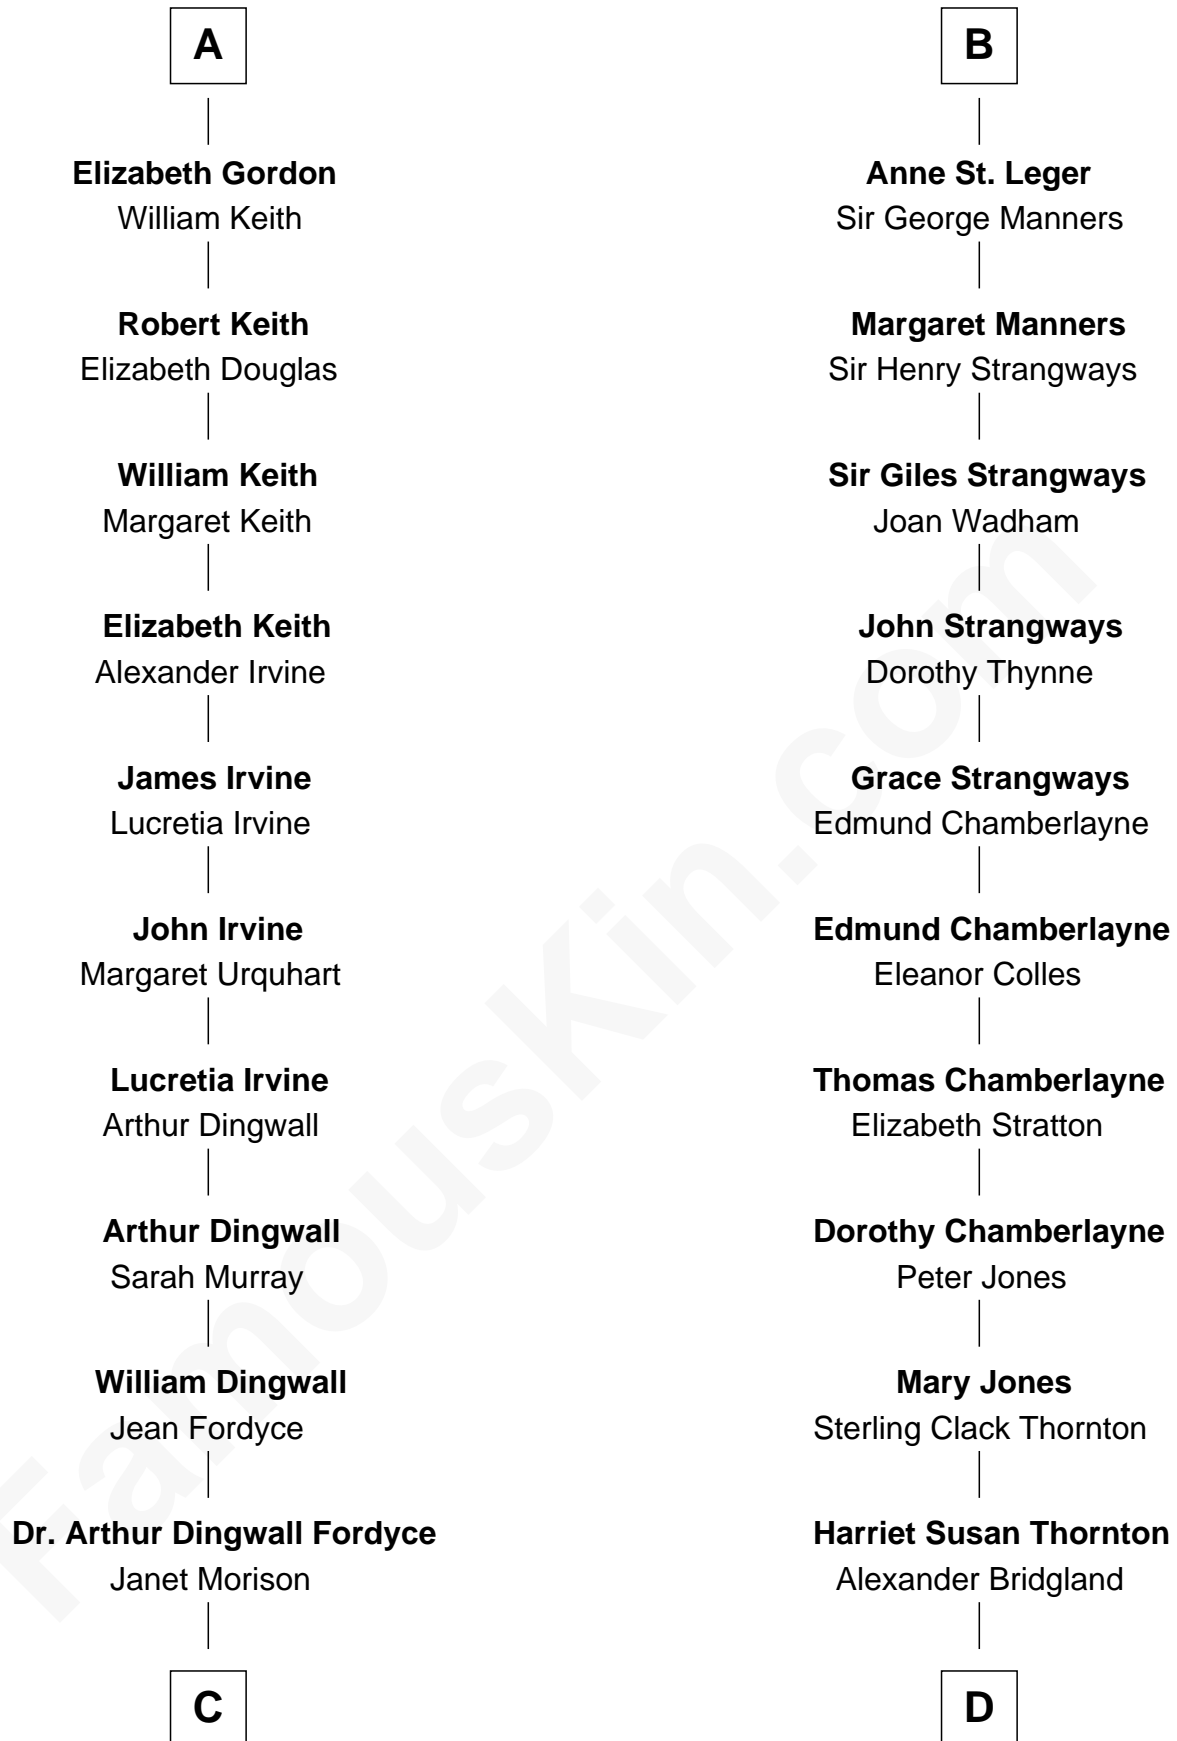 A
Elizabeth Gordon
William Keith
Robert Keith
Elizabeth Douglas
William Keith
Margaret Keith
Elizabeth Keith
Alexander Irvine
James Irvine
Lucretia Irvine
John Irvine
Margaret Urquhart
Lucretia Irvine
Arthur Dingwall
Arthur Dingwall
Sarah Murray
William Dingwall
Jean Fordyce
Dr. Arthur Dingwall Fordyce
Janet Morison
C
B
Anne St. Leger
Sir George Manners
Margaret Manners
Sir Henry Strangways
Sir Giles Strangways
Joan Wadham
John Strangways
Dorothy Thynne
Grace Strangways
Edmund Chamberlayne
Edmund Chamberlayne
Eleanor Colles
Thomas Chamberlayne
Elizabeth Stratton
Dorothy Chamberlayne
Peter Jones
Mary Jones
Sterling Clack Thornton
Harriet Susan Thornton
Alexander Bridgland
D
FamousKin.com